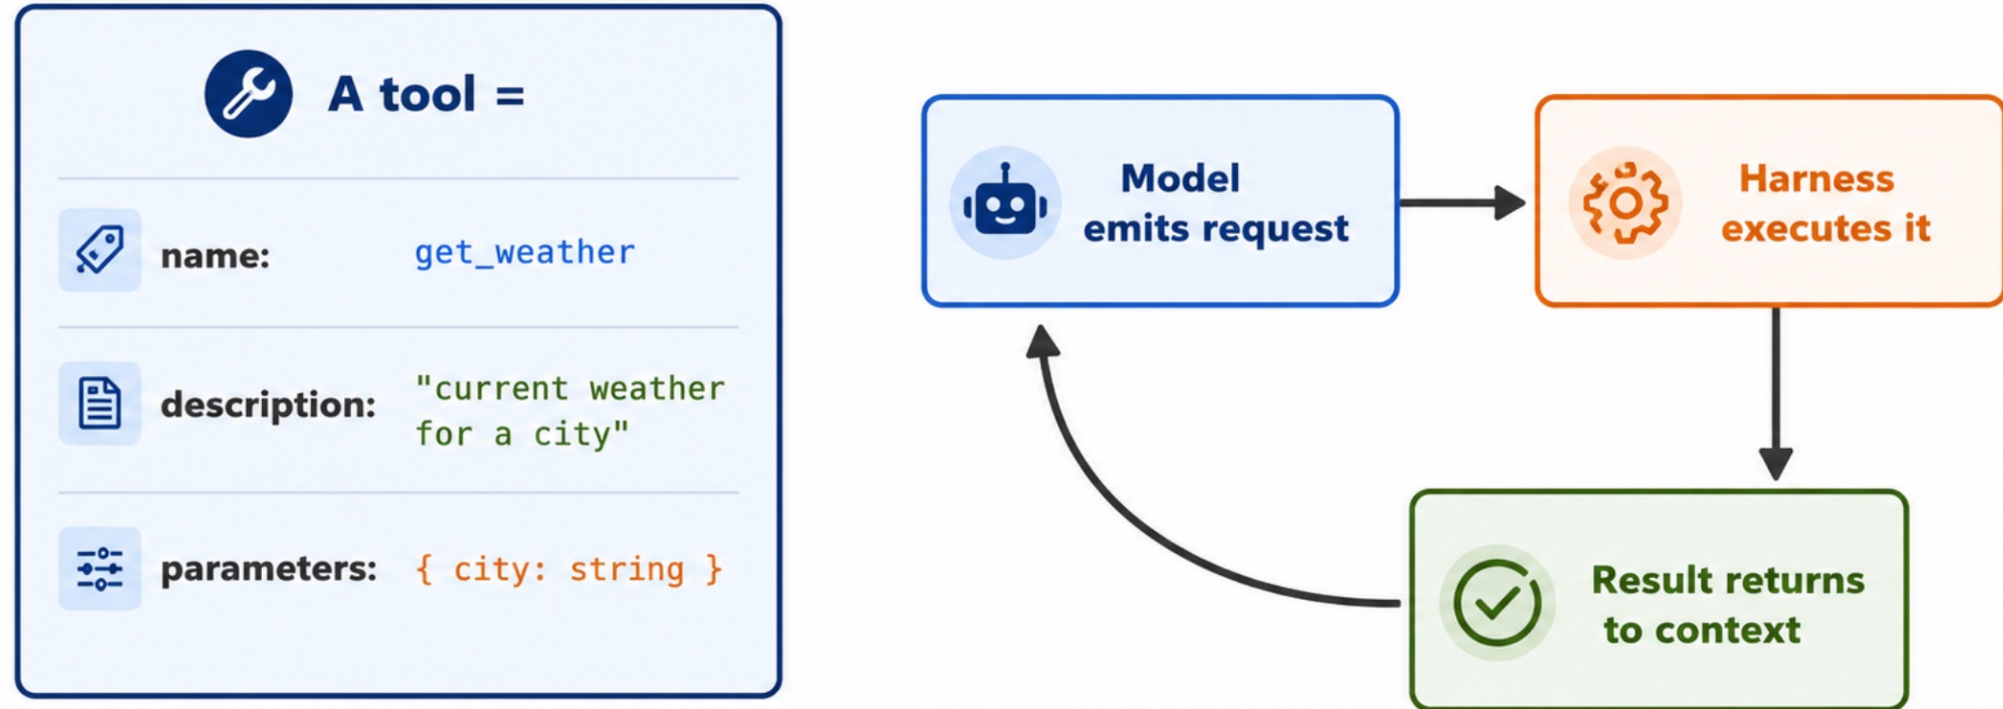 A tool =
name: get_weather
description: "current weather
for a city"
parameters: { city: string }
Model
emits request
Harness
executes it
Result returns
to context